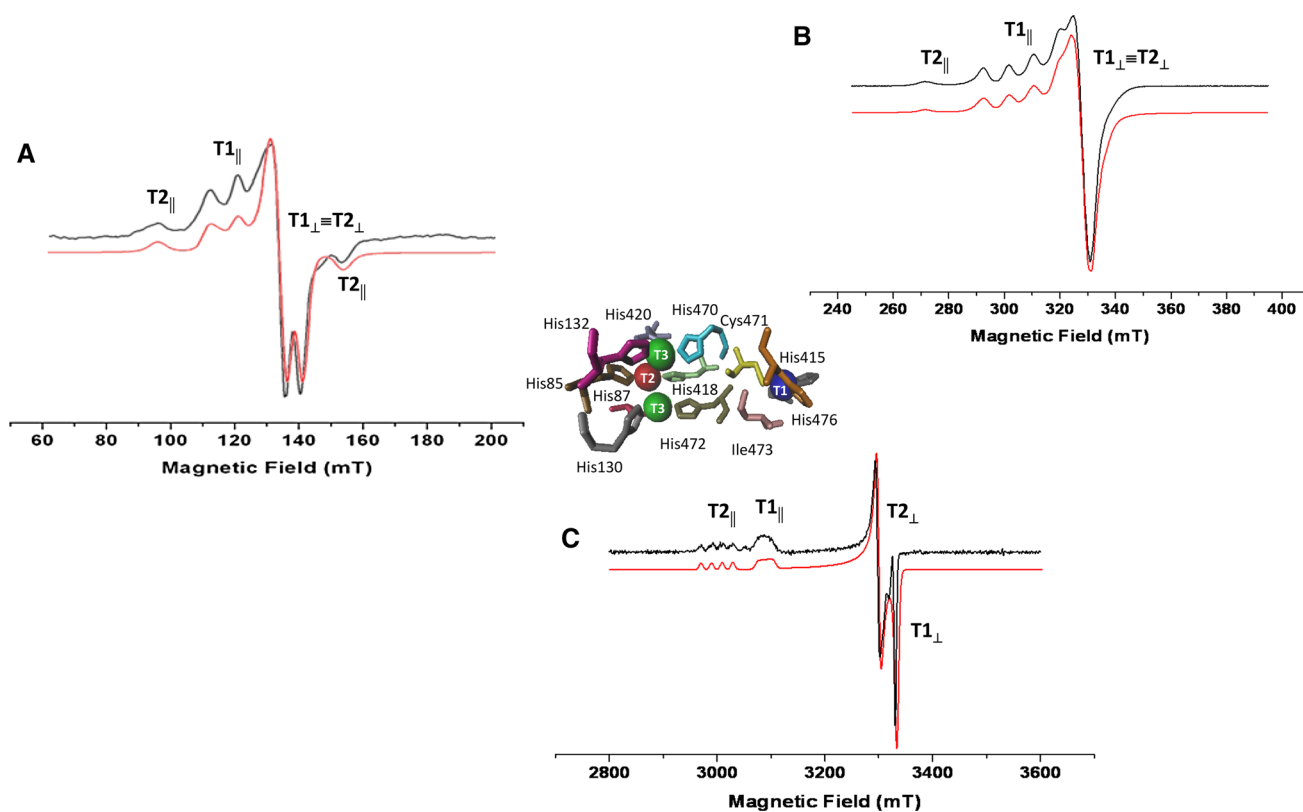 A
T1∥
T2∥
T1⊥≡T2⊥
T2∥
60 80 100 120 140 160 180 200
Magnetic Field (mT)
B
T1∥
T2∥
T1⊥≡T2⊥
240 260 280 300 320 340 360 380 400
Magnetic Field (mT)
His420
His470
Cys471
His132
T3
His415
His85
T2
T1
His87
His418
T3
His476
His472
Ile473
His130
C
T2∥
T1∥
T2⊥
T1⊥
2800 3000 3200 3400 3600
Magnetic Field (mT)